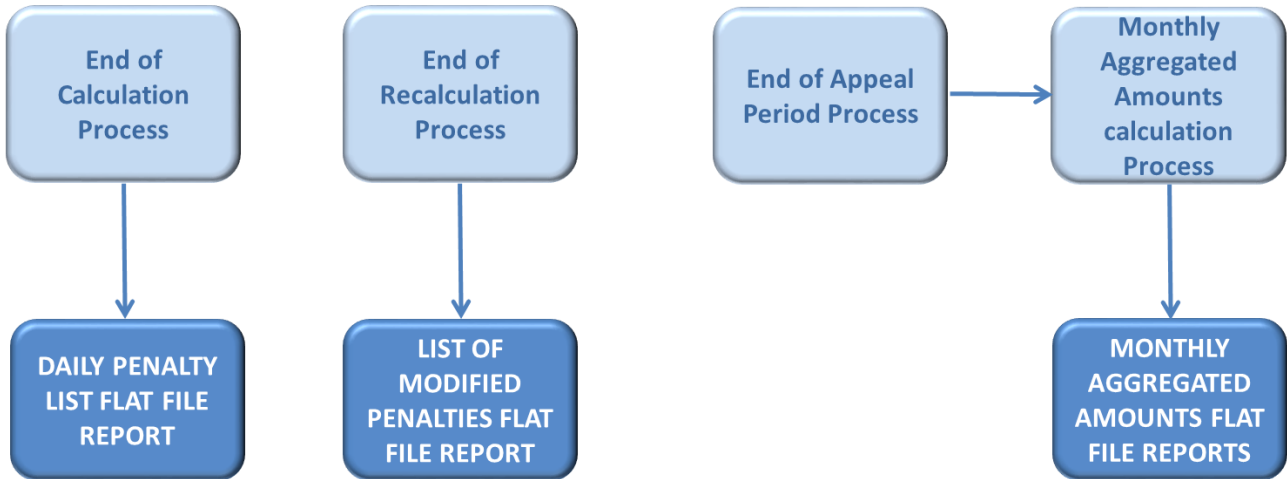 End of
Calculation
Process
End of
Recalculation
Process
End of Appeal
Period Process
Monthly
Aggregated
Amounts
calculation
Process
DAILY PENALTY
LIST FLAT FILE
REPORT
LIST OF
MODIFIED
PENALTIES FLAT
FILE REPORT
MONTHLY
AGGREGATED
AMOUNTS FLAT
FILE REPORTS